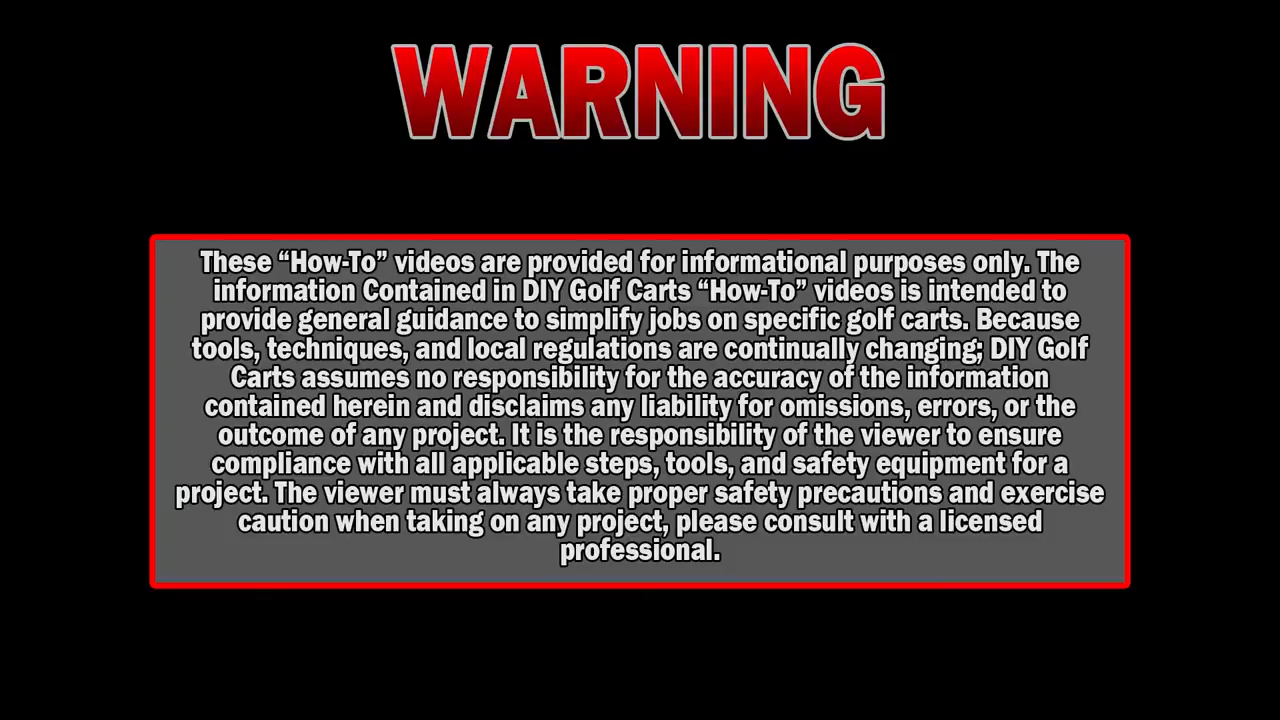 WARNING
These “How-To” videos are provided for informational purposes only. The
information Contained in DIY Golf Carts “How-To” videos is intended to
provide general guidance to simplify jobs on specific golf carts. Because
tools, techniques, and local regulations are continually changing; DIY Golf
Carts assumes no responsibility for the accuracy of the information
contained herein and disclaims any liability for omissions, errors, or the
outcome of any project. It is the responsibility of the viewer to ensure
compliance with all applicable steps, tools, and safety equipment for a
project. The viewer must always take proper safety precautions and exercise
caution when taking on any project, please consult with a licensed
professional.